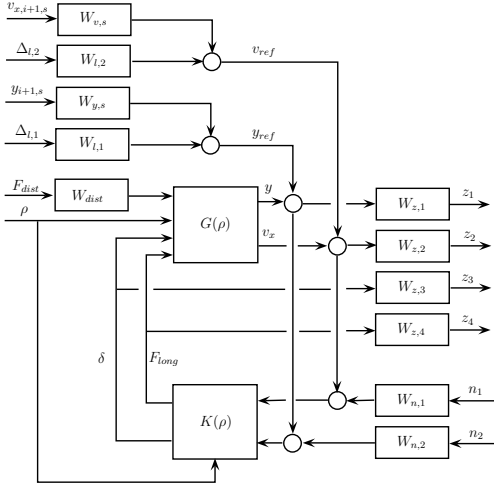 v_{x,i+1,s} W_{v,s}
Δ_{l,2} W_{l,2} v_{ref}
y_{i+1,s} W_{y,s}
Δ_{l,1} W_{l,1} y_{ref}
F_{dist} W_{dist} y W_{z,1} z_1
ρ G(ρ)
v_x W_{z,2} z_2
W_{z,3} z_3
W_{z,4} z_4
δ F_{long}
W_{n,1} n_1
K(ρ)
W_{n,2} n_2